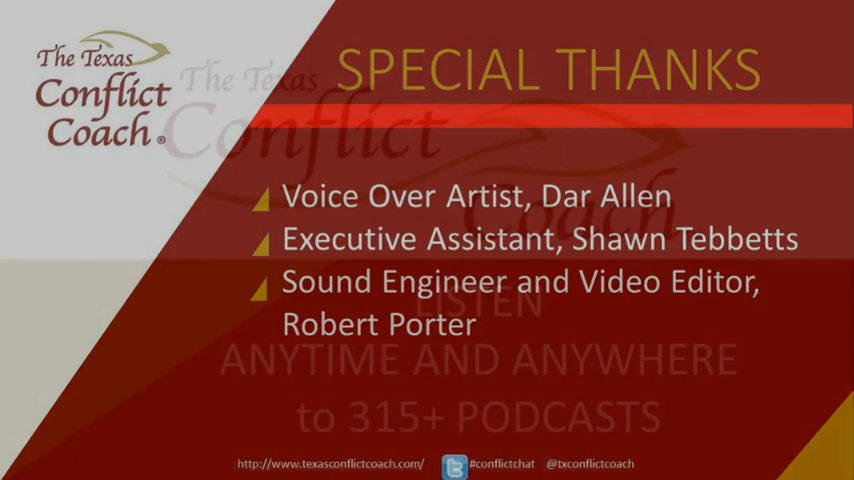 The Texas
Conflict
Coach®
SPECIAL THANKS
The Texas
Conflict
Coach
Voice Over Artist, Dar Allen
Executive Assistant, Shawn Tebbetts
Sound Engineer and Video Editor,
Robert Porter
LISTEN
ANYTIME AND ANYWHERE
to 315+ PODCASTS
http://www.texasconflictcoach.com/ #conflictchat @txconflictcoach